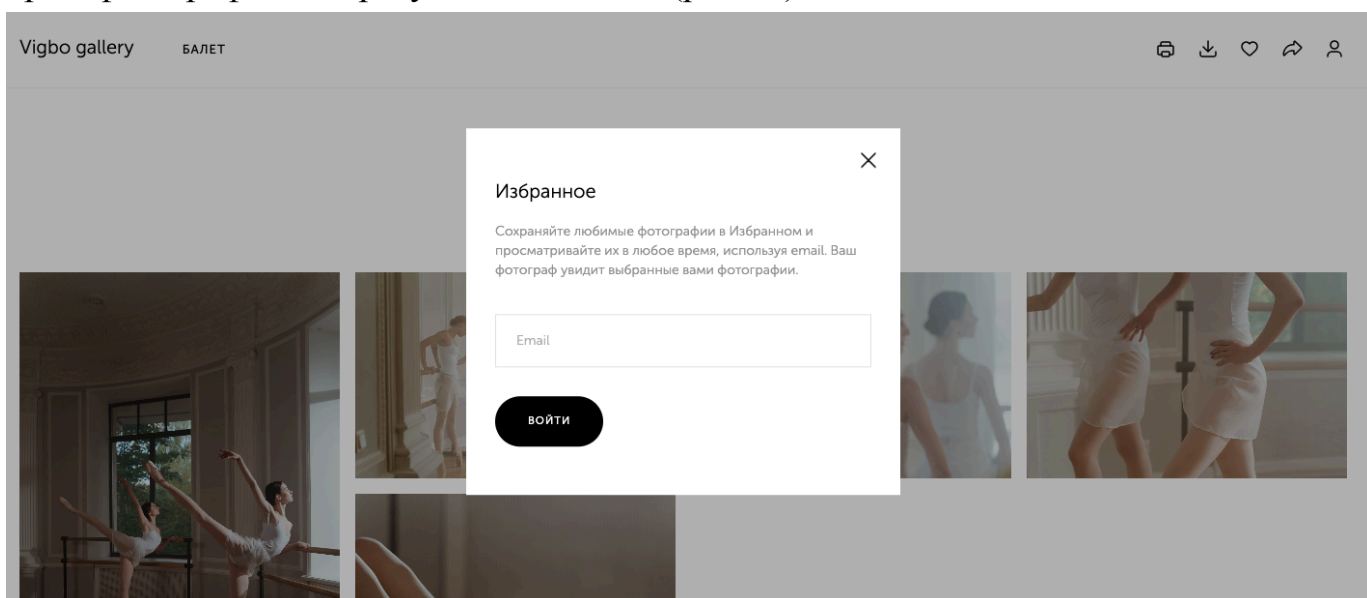 Vigbo gallery БАЛЕТ
Избранное
Сохраняйте любимые фотографии в Избранном и
просматривайте их в любое время, используя email. Ваш
фотограф увидит выбранные вами фотографии.
Email
ВОЙТИ